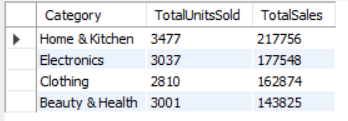 Category TotalUnitsSold TotalSales
Home & Kitchen 3477 217756
Electronics 3037 177548
Clothing 2810 162874
Beauty & Health 3001 143825